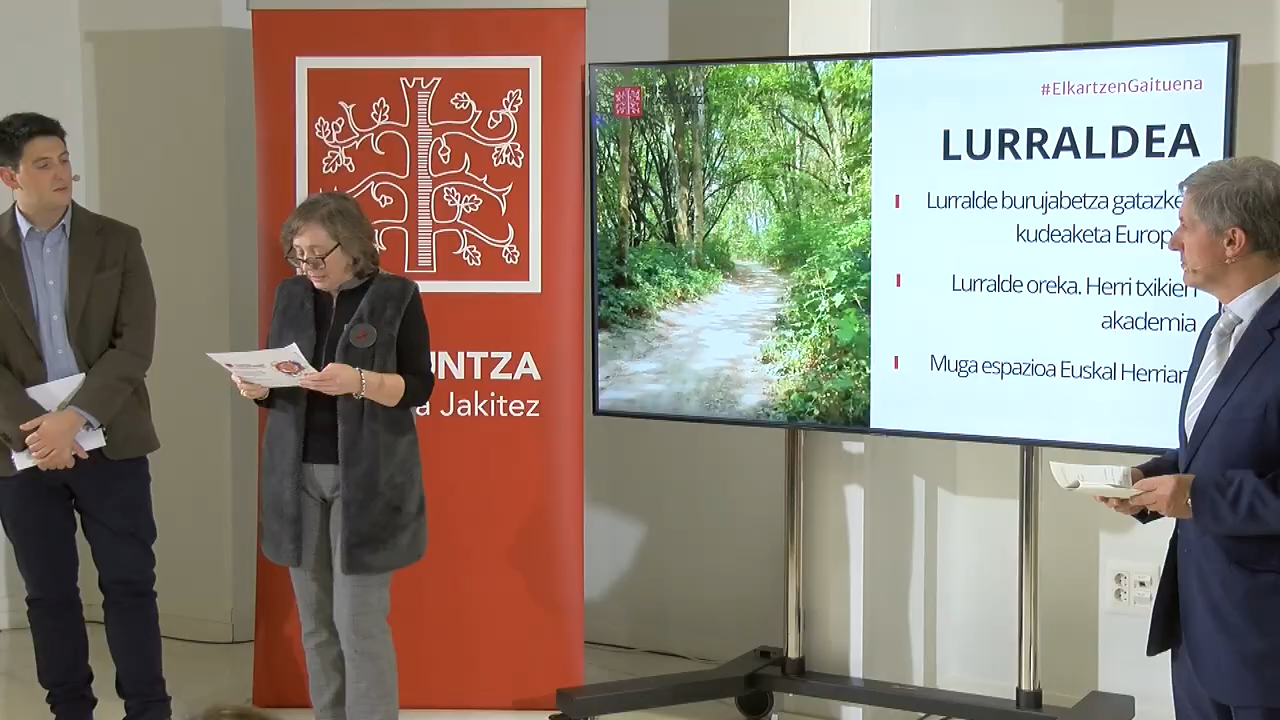 UNTZA
a Jakitez
#ElkartzenGaituena
LURRALDEA
Lurralde burujabetza gatazke
kudeaketa Europ
Lurralde oreka. Herri txikien
akademia
Muga espazioa Euskal Herrian